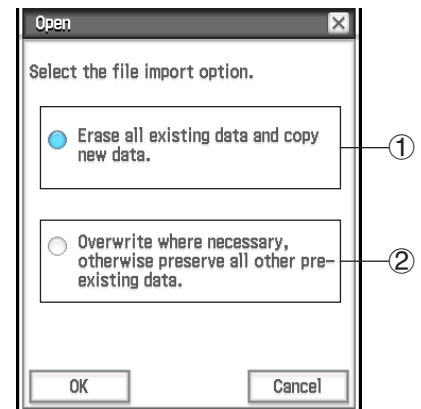 Open
Select the file import option.
Erase all existing data and copy
new data.
①
Overwrite where necessary,
otherwise preserve all other pre-
existing data.
②
OK
Cancel